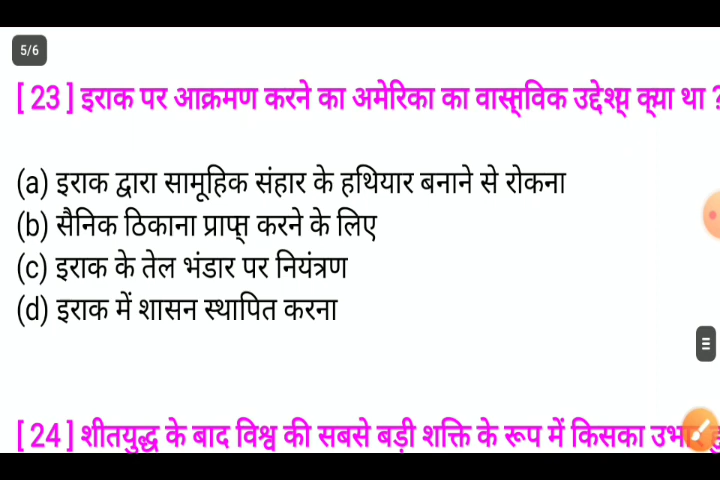 5/6
[ 23 ] इराक पर आक्रमण करने का अमेरिका का वास्तविक उद्देश्य क्या था ?
(a) इराक द्वारा सामूहिक संहार के हथियार बनाने से रोकना
(b) सैनिक ठिकाना प्राप्त करने के लिए
(c) इराक के तेल भंडार पर नियंत्रण
(d) इराक में शासन स्थापित करना
[ 24 ] शीतयुद्ध के बाद विश्व की सबसे बड़ी शक्ति के रूप में किसका